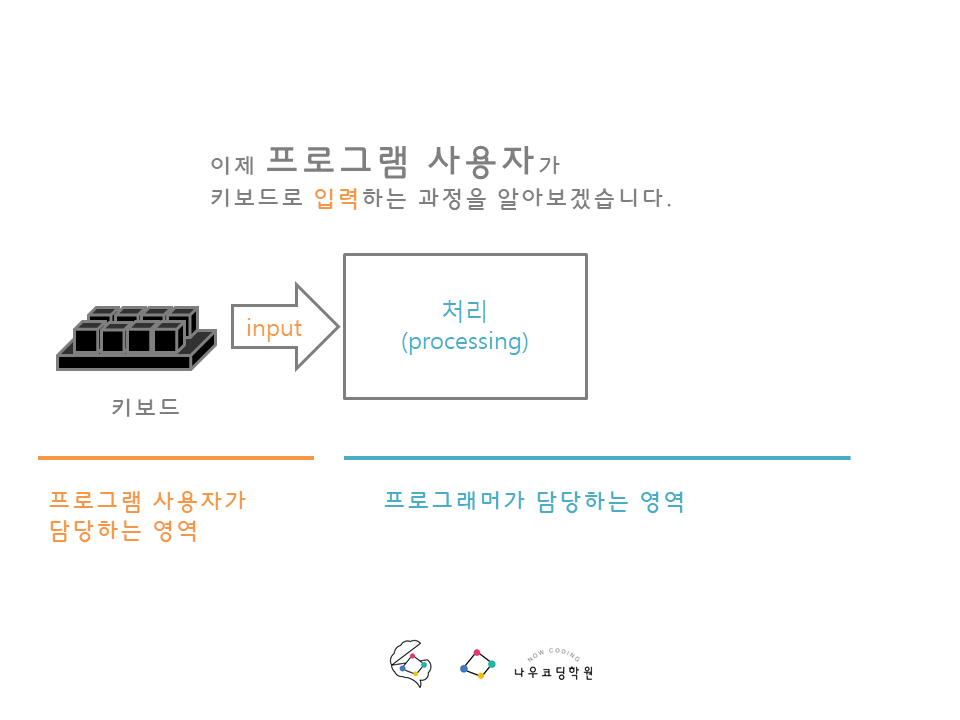 이제 프로그램 사용자가
키보드로 입력하는 과정을 알아보겠습니다.
input
처리
(processing)
키보드
프로그램 사용자가
담당하는 영역
프로그래머가 담당하는 영역
NOW CODING
나우코딩학원